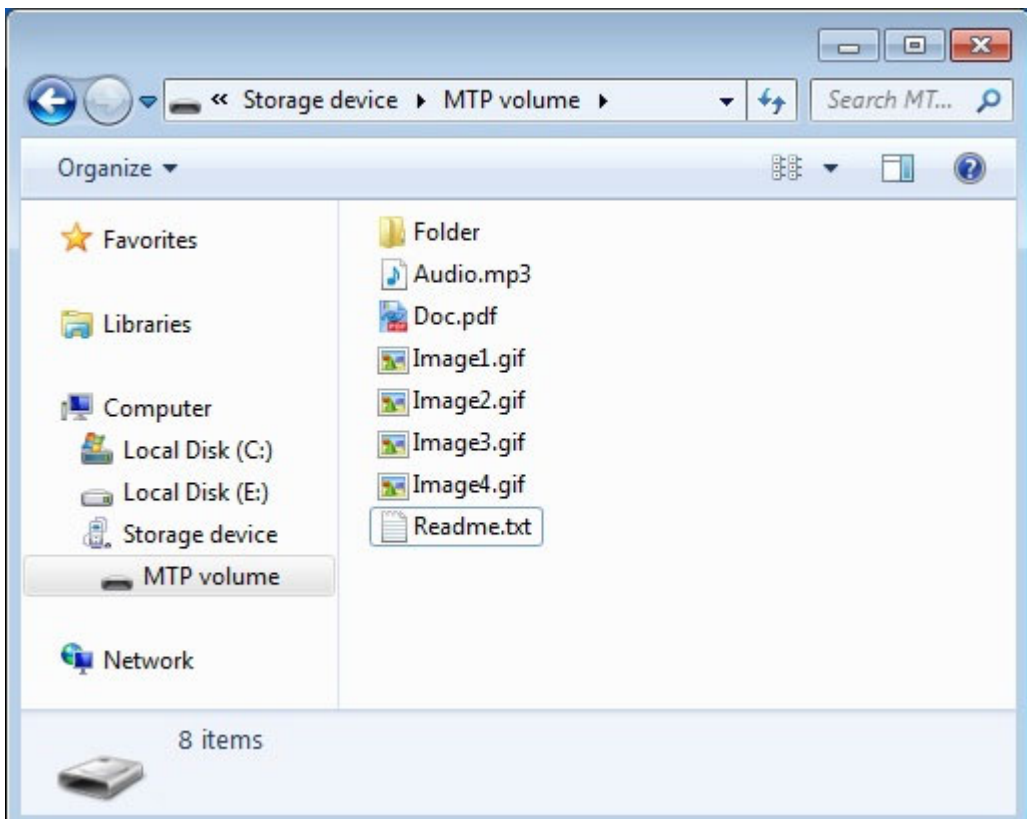 « Storage device ▸ MTP volume ▸
Search MT...
Organize
Favorites
Libraries
Computer
Local Disk (C:)
Local Disk (E:)
Storage device
MTP volume
Network
Folder
Audio.mp3
Doc.pdf
Image1.gif
Image2.gif
Image3.gif
Image4.gif
Readme.txt
8 items